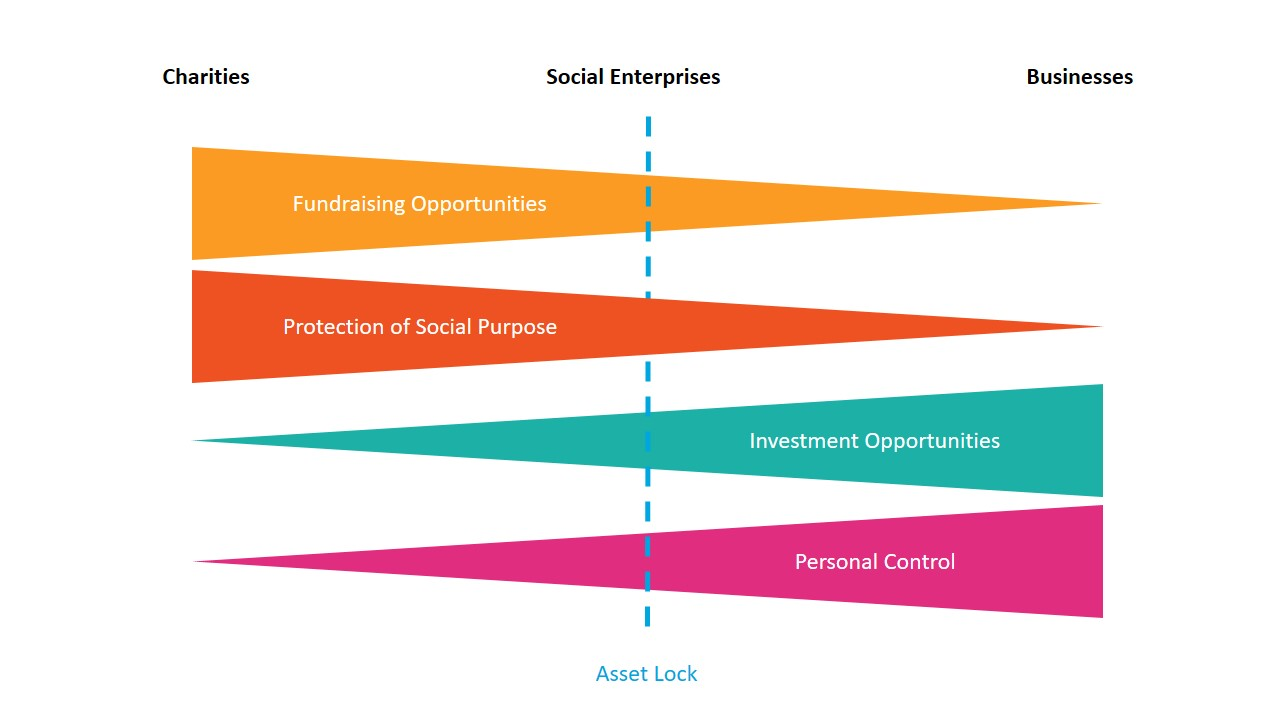 Charities
Social Enterprises
Businesses
Fundraising Opportunities
Protection of Social Purpose
Investment Opportunities
Personal Control
Asset Lock